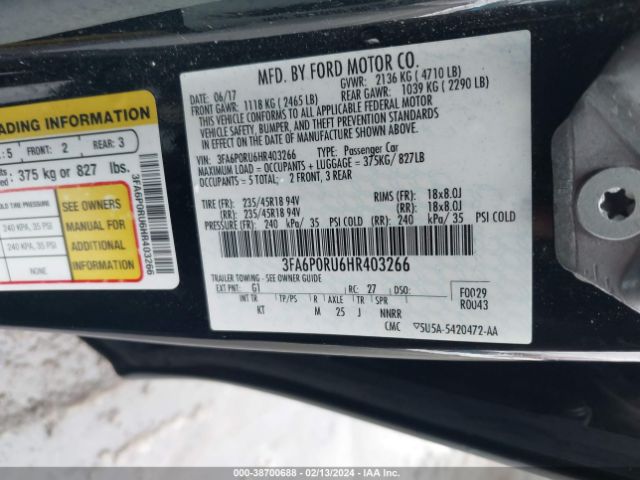 ADING INFORMATION
: 5 FRONT: 2 REAR: 3
375 kg or 827 lbs.
OLD TIRE PRESSURE
SEE OWNERS
240 KPA, 35 PSI
MANUAL FOR
240 KPA, 35 PSI
ADDITIONAL
NONE
INFORMATION
3FA6P0RU6HR403266
MFD. BY FORD MOTOR CO.
DATE: 06/17 GVWR: 2136 KG ( 4710 LB)
FRONT GAWR: 1118 KG ( 2465 LB) REAR GAWR: 1039 KG ( 2290 LB)
THIS VEHICLE CONFORMS TO ALL APPLICABLE FEDERAL MOTOR
VEHICLE SAFETY, BUMPER, AND THEFT PREVENTION STANDARDS
IN EFFECT ON THE DATE OF MANUFACTURE SHOWN ABOVE.
VIN: 3FA6P0RU6HR403266 TYPE: Passenger Car
MAXIMUM LOAD = OCCUPANTS + LUGGAGE = 375KG/ 827LB
OCCUPANTS = 5 TOTAL: 2 FRONT, 3 REAR
TIRE (FR): 235/45R18 94V RIMS (FR): 18x8.0J
(RR): 235/45R18 94V (RR): 18x8.0J
PRESSURE (FR): 240 kPa/ 35 PSI COLD (RR): 240 kPa/ 35 PSI COLD
3FA6P0RU6HR403266
TRAILER TOWING - SEE OWNER GUIDE
EXT PNT: G1 RC: 27 DSO: F0029
INT TR TP/PS R AXLE TR SPR R0043
KT M 25 J NNRR
CMC SU5A-5420472-AA
000-38700688 - 02/13/2024 - IAA Inc.